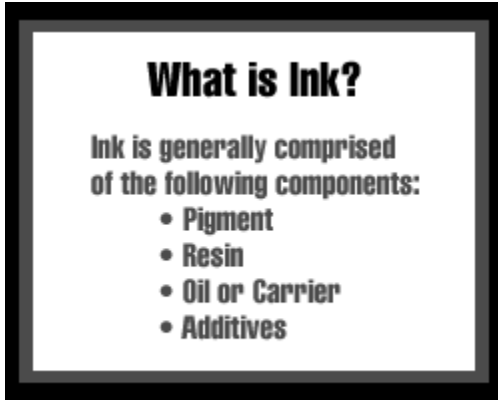 What is Ink?
Ink is generally comprised
of the following components:
• Pigment
• Resin
• Oil or Carrier
• Additives